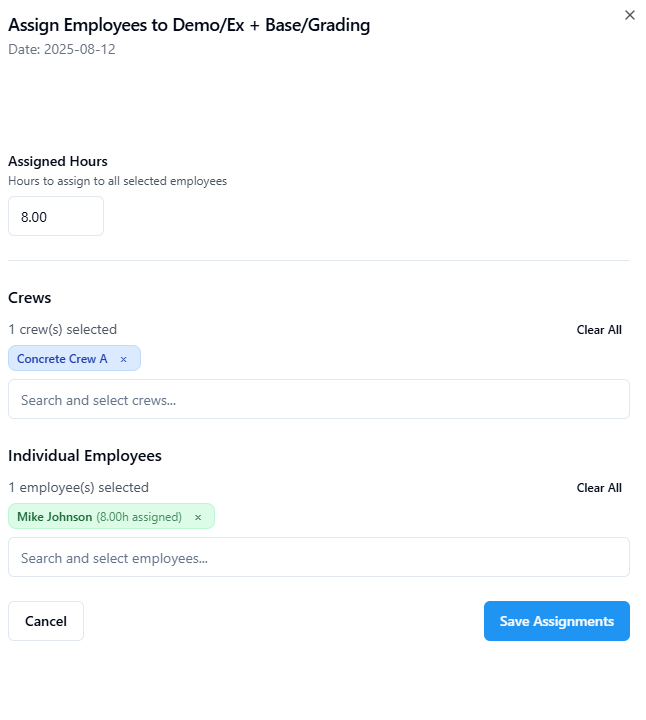 Assign Employees to Demo/Ex + Base/Grading
Date: 2025-08-12
Assigned Hours
Hours to assign to all selected employees
8.00
Crews
1 crew(s) selected
Clear All
Concrete Crew A ×
Search and select crews...
Individual Employees
1 employee(s) selected
Clear All
Mike Johnson (8.00h assigned) ×
Search and select employees...
Cancel
Save Assignments